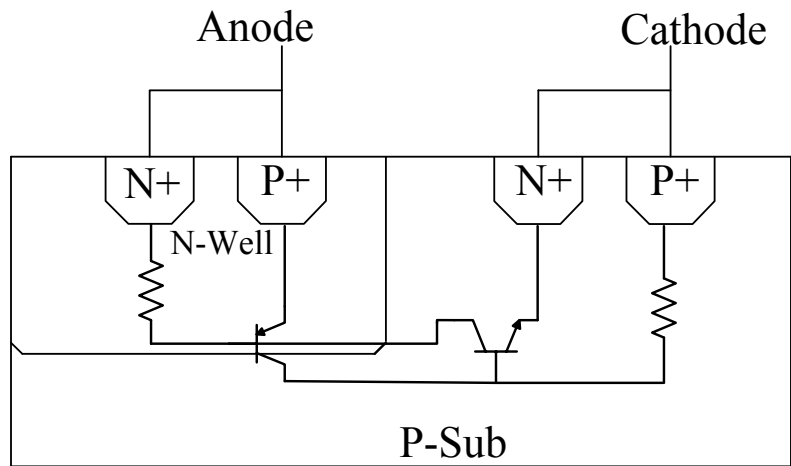 Anode
Cathode
N+
P+
N+
P+
N-Well
P-Sub